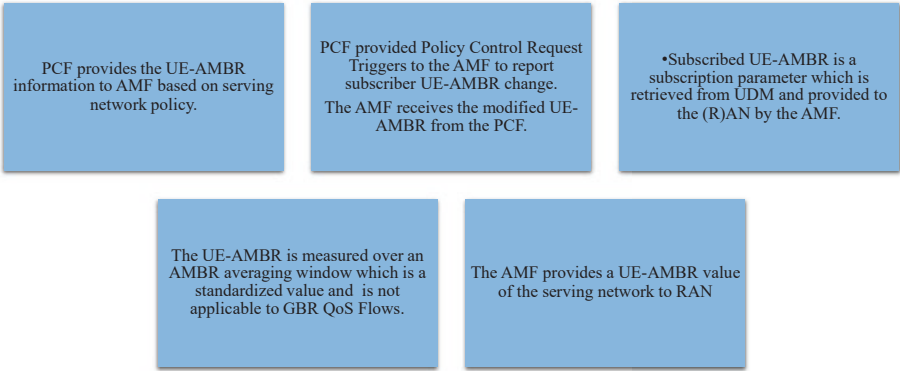 PCF provides the UE-AMBR
information to AMF based on serving
network policy.
PCF provided Policy Control Request
Triggers to the AMF to report
subscriber UE-AMBR change.
The AMF receives the modified UE-
AMBR from the PCF.
•Subscribed UE-AMBR is a
subscription parameter which is
retrieved from UDM and provided to
the (R)AN by the AMF.
The UE-AMBR is measured over an
AMBR averaging window which is a
standardized value and  is not
applicable to GBR QoS Flows.
The AMF provides a UE-AMBR value
of the serving network to RAN